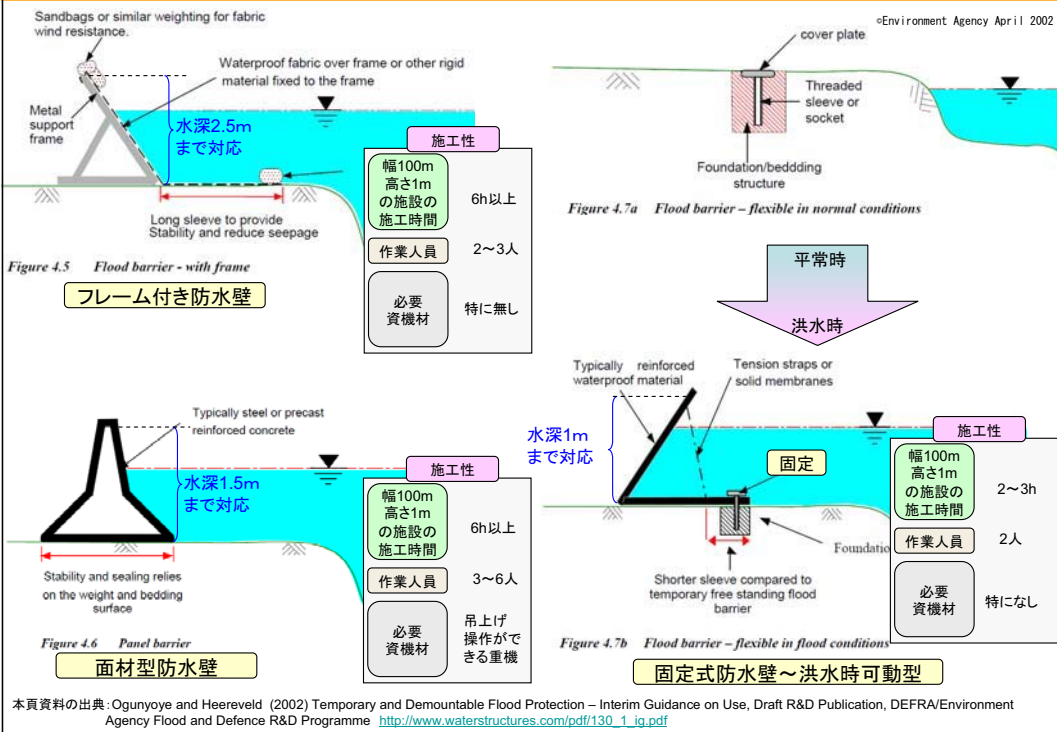 Sandbags or similar weighting for fabric
wind resistance.
Waterproof fabric over frame or other rigid
material fixed to the frame
Metal
support
frame
水深2.5m
まで対応
Long sleeve to provide
Stability and reduce seepage
Figure 4.5 Flood barrier - with frame
フレーム付き防水壁
施工性
幅100m
高さ1m
の施設の
施工時間
6h以上
作業人員
2～3人
必要
資機材
特に無し
©Environment Agency April 2002
cover plate
Threaded
sleeve or
socket
Foundation/beddding
structure
Figure 4.7a Flood barrier – flexible in normal conditions
平常時
洪水時
Typically steel or precast
reinforced concrete
水深1.5m
まで対応
Stability and sealing relies
on the weight and bedding
surface
Figure 4.6 Panel barrier
面材型防水壁
施工性
幅100m
高さ1m
の施設の
施工時間
6h以上
作業人員
3～6人
必要
資機材
吊上げ
操作がで
きる重機
Typically reinforced
waterproof material
Tension straps or
solid membranes
水深1m
まで対応
固定
Foundatio
Shorter sleeve compared to
temporary free standing flood
barrier
Figure 4.7b Flood barrier – flexible in flood conditions
固定式防水壁～洪水時可動型
施工性
幅100m
高さ1m
の施設の
施工時間
2～3h
作業人員
2人
必要
資機材
特になし
本頁資料の出典：Ogunyoye and Heereveld (2002) Temporary and Demountable Flood Protection – Interim Guidance on Use, Draft R&D Publication, DEFRA/Environment
Agency Flood and Defence R&D Programme http://www.waterstructures.com/pdf/130_1_ig.pdf